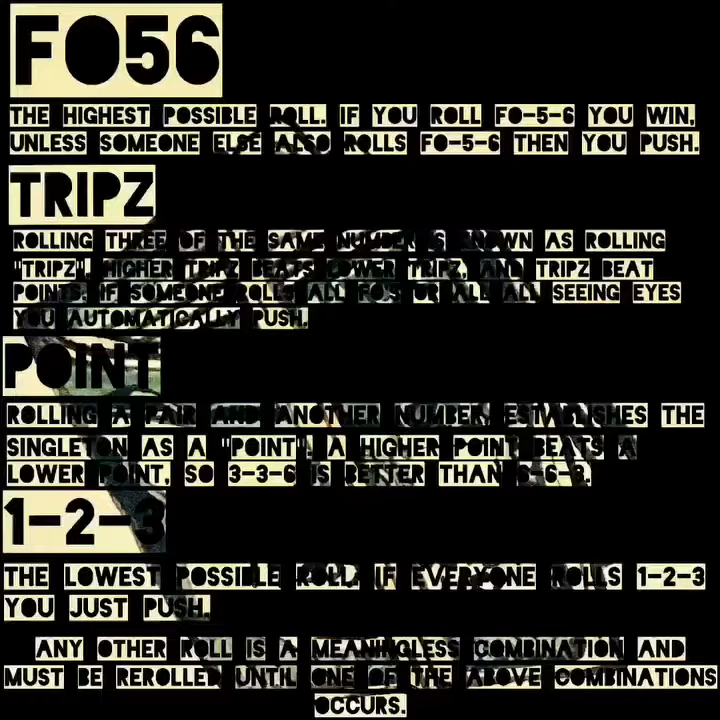 FO56
THE HIGHEST POSSIBLE ROLL. IF YOU ROLL FO-5-6 YOU WIN,
UNLESS SOMEONE ELSE ALSO ROLLS FO-5-6 THEN YOU PUSH.
TRIPZ
ROLLING THREE OF THE SAME NUMBER IS KNOWN AS ROLLING
"TRIPZ". HIGHER TRIPZ BEATS LOWER TRIPZ, AND TRIPZ BEAT
POINTS. IF SOMEONE ROLLS ALL FO'S OR ALL ALL SEEING EYES
YOU AUTOMATICALLY PUSH.
POINT
ROLLING A PAIR AND ANOTHER NUMBER ESTABLISHES THE
SINGLETON AS A "POINT". A HIGHER POINT BEATS A
LOWER POINT, SO 3-3-6 IS BETTER THAN
1-2-3
THE LOWEST POSSIBLE ROLL. IF EVERYONE ROLLS 1-2-3
YOU JUST PUSH.
ANY OTHER ROLL IS A MEANINGLESS COMBINATION AND
MUST BE REROLLED UNTIL ONE OF THE ABOVE COMBINATIONS
OCCURS.